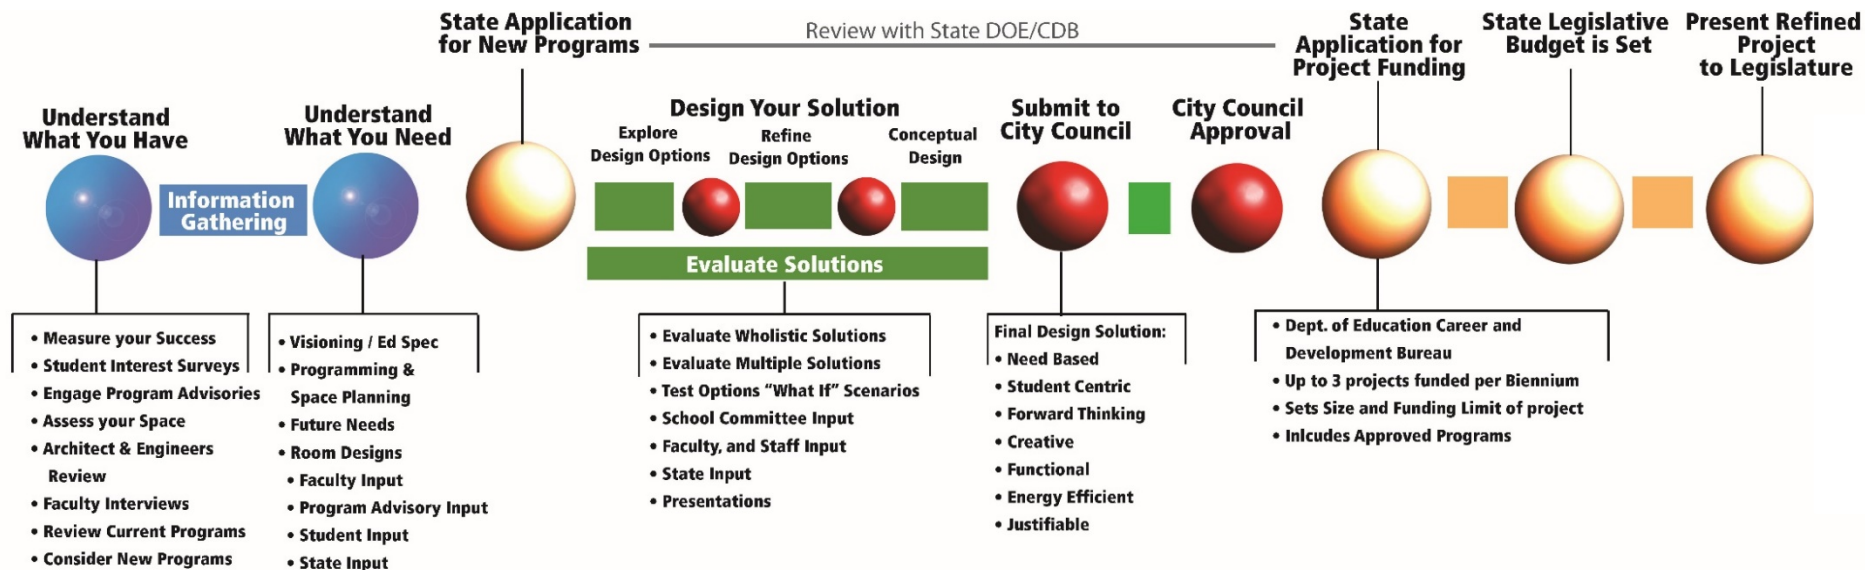 State Application
for New Programs
Review with State DOE/CDB
State
Application for
Project Funding
State Legislative
Budget is Set
Present Refined
Project
to Legislature
Understand
What You Have
Understand
What You Need
Design Your Solution
Explore
Design Options
Refine
Design Options
Conceptual
Design
Submit to
City Council
City Council
Approval
Information
Gathering
Evaluate Solutions
• Measure your Success
• Student Interest Surveys
• Engage Program Advisories
• Assess your Space
• Architect & Engineers
Review
• Faculty Interviews
• Review Current Programs
• Consider New Programs
• Visioning / Ed Spec
• Programming &
Space Planning
• Future Needs
• Room Designs
• Faculty Input
• Program Advisory Input
• Student Input
• State Input
• Evaluate Wholistic Solutions
• Evaluate Multiple Solutions
• Test Options “What If” Scenarios
• School Committee Input
• Faculty, and Staff Input
• State Input
• Presentations
Final Design Solution:
• Need Based
• Student Centric
• Forward Thinking
• Creative
• Functional
• Energy Efficient
• Justifiable
• Dept. of Education Career and
Development Bureau
• Up to 3 projects funded per Biennium
• Sets Size and Funding Limit of project
• Inlcudes Approved Programs